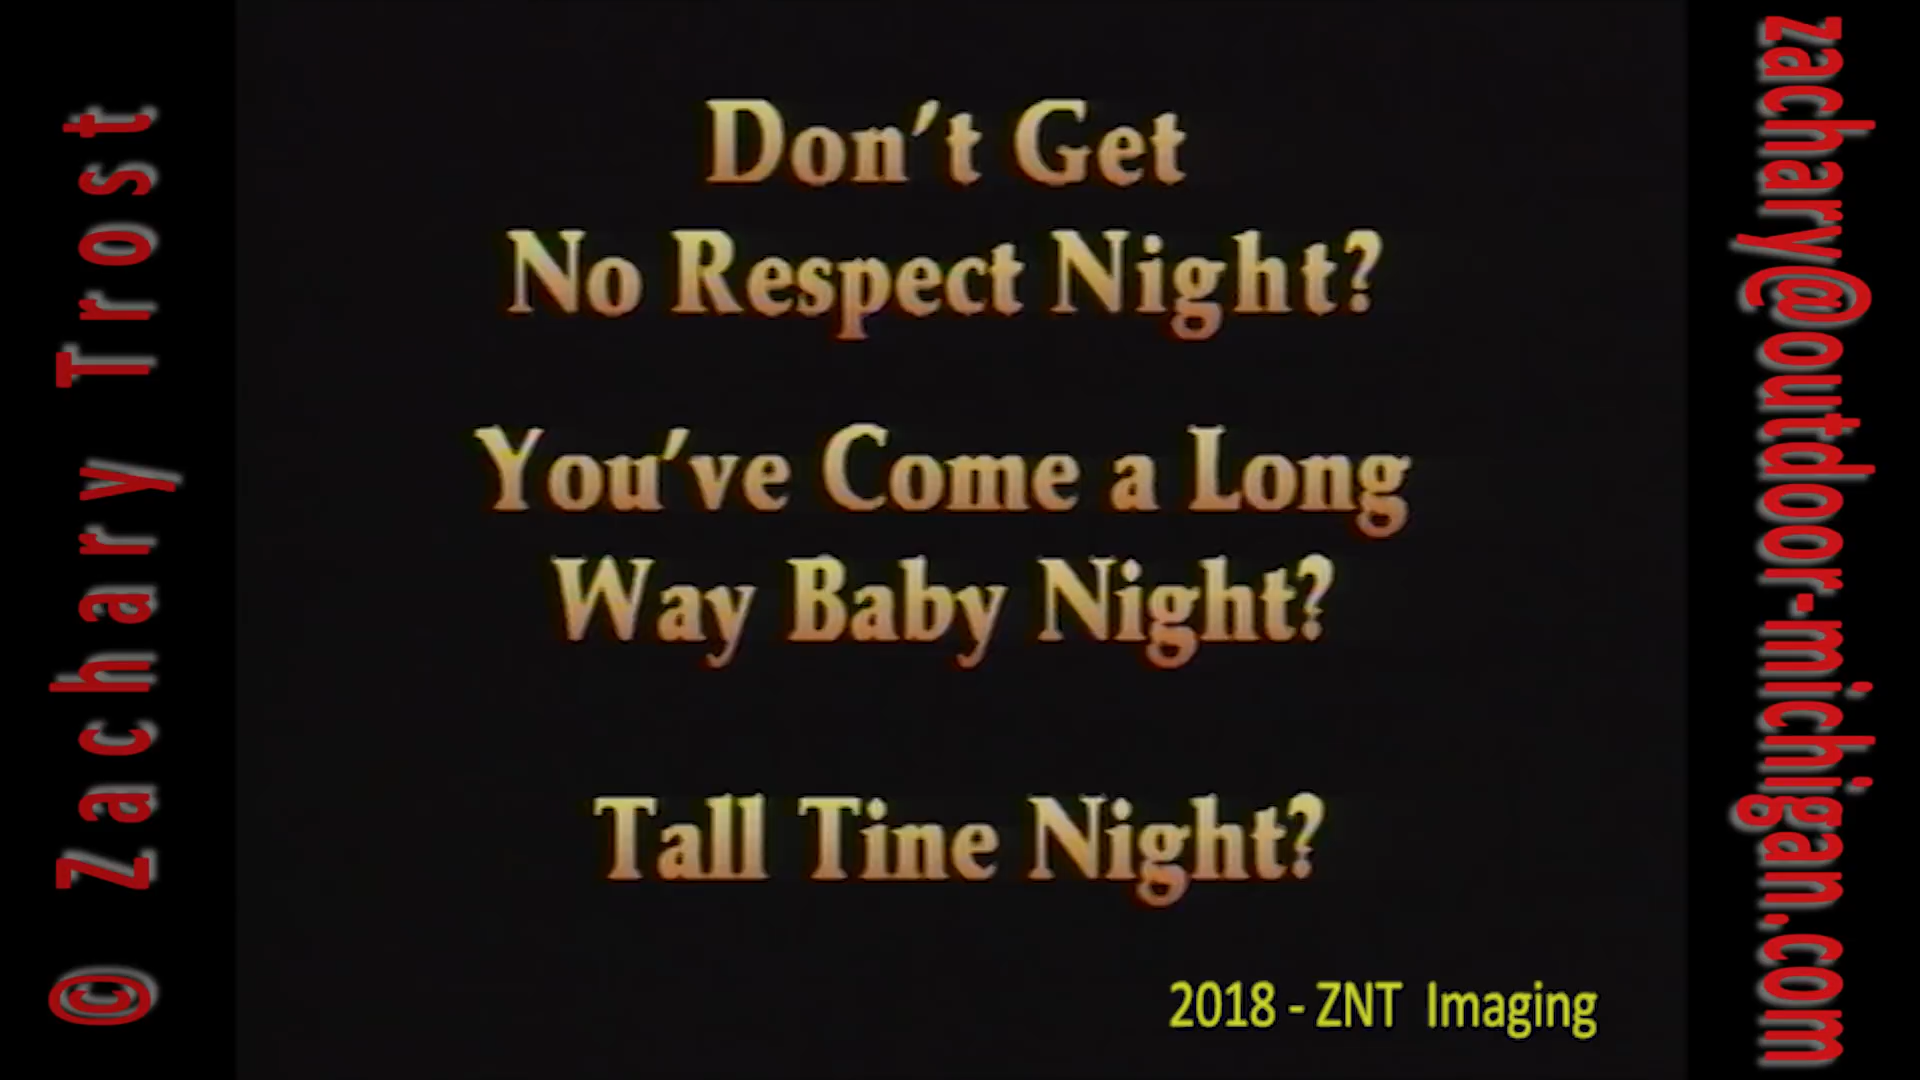 © Zachary Trost
Don't Get
No Respect Night?
You've Come a Long
Way Baby Night?
Tall Tine Night?
2018 - ZNT Imaging
zachary@outdoor-michigan.com